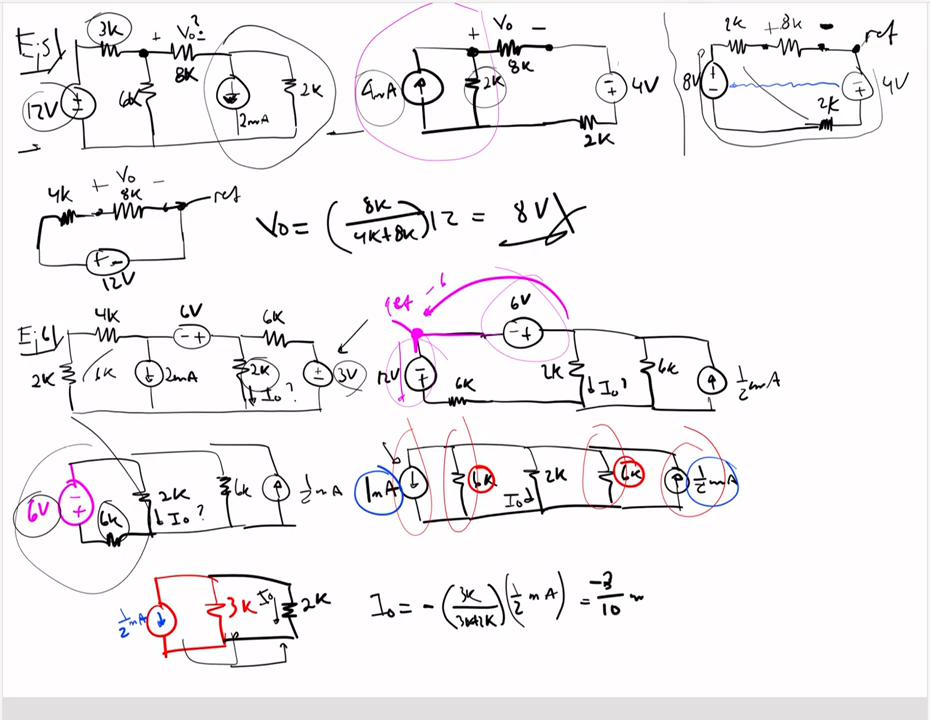 Ej5) 12V 3K + Vo? - 8K 6K 2mA 2K
4mA + Vo - 8K 2K 4V 2K
2K + 8K - ref 8V 4V 2K
4K + Vo - 8K ref 12V
Vo = (8K / 4K+8K) 12 = 8V
Ej6) 2K 4K 6V - + 6K 2mA 2K Io? 3V
ref -6 6V - + 12V 6K 2K Io? 6K 1/2 mA
6V 6K 2K Io? 6K 1/2 mA
1mA 6K Io 2K 6K 1/2 mA
1/2 mA 3K Io 2K
Io = - (3K / 3K+2K) (1/2 mA) = -3/10 m